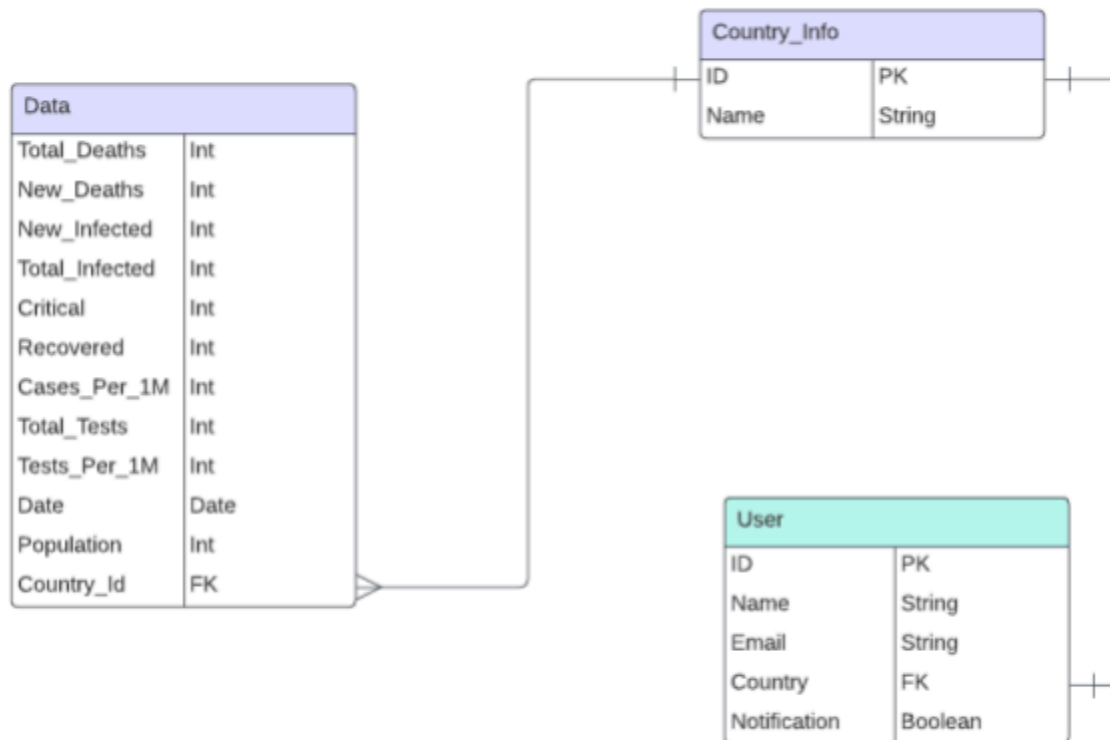 Country_Info
ID PK
Name String
Data
Total_Deaths Int
New_Deaths Int
New_Infected Int
Total_Infected Int
Critical Int
Recovered Int
Cases_Per_1M Int
Total_Tests Int
Tests_Per_1M Int
Date Date
Population Int
Country_Id FK
User
ID PK
Name String
Email String
Country FK
Notification Boolean